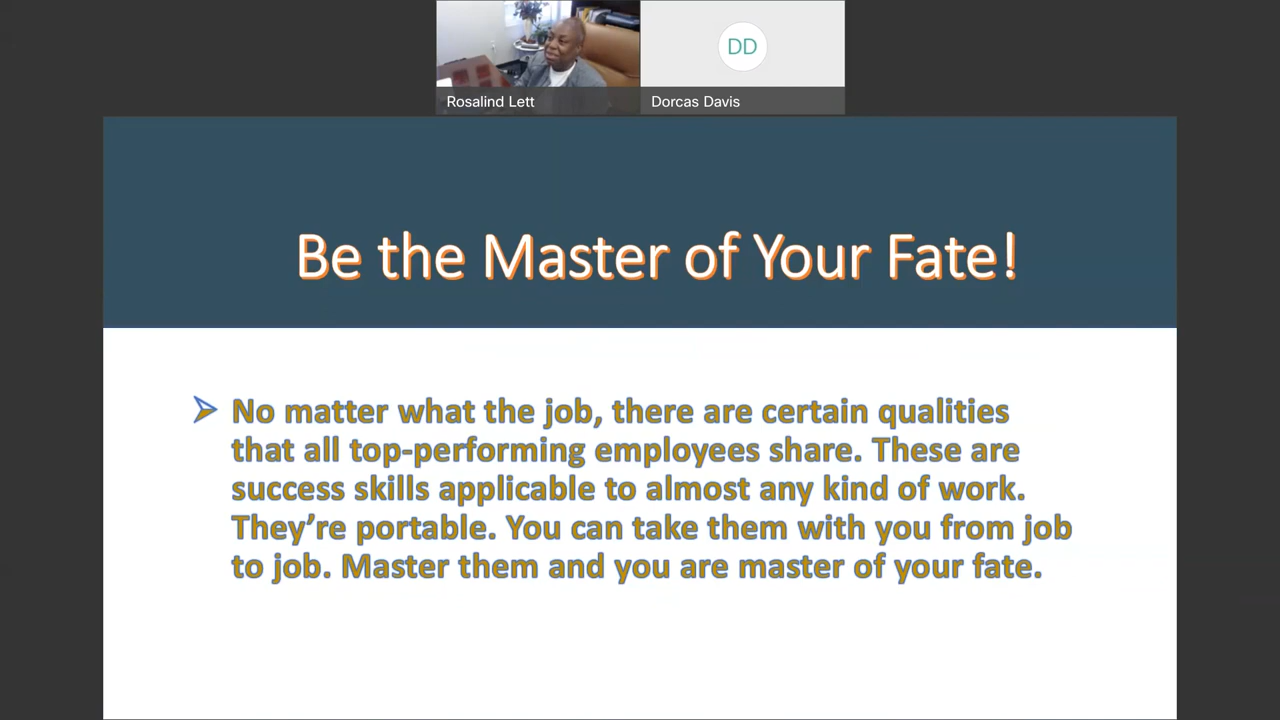 DD
Rosalind Lett
Dorcas Davis
Be the Master of Your Fate!
No matter what the job, there are certain qualities
that all top-performing employees share. These are
success skills applicable to almost any kind of work.
They’re portable. You can take them with you from job
to job. Master them and you are master of your fate.